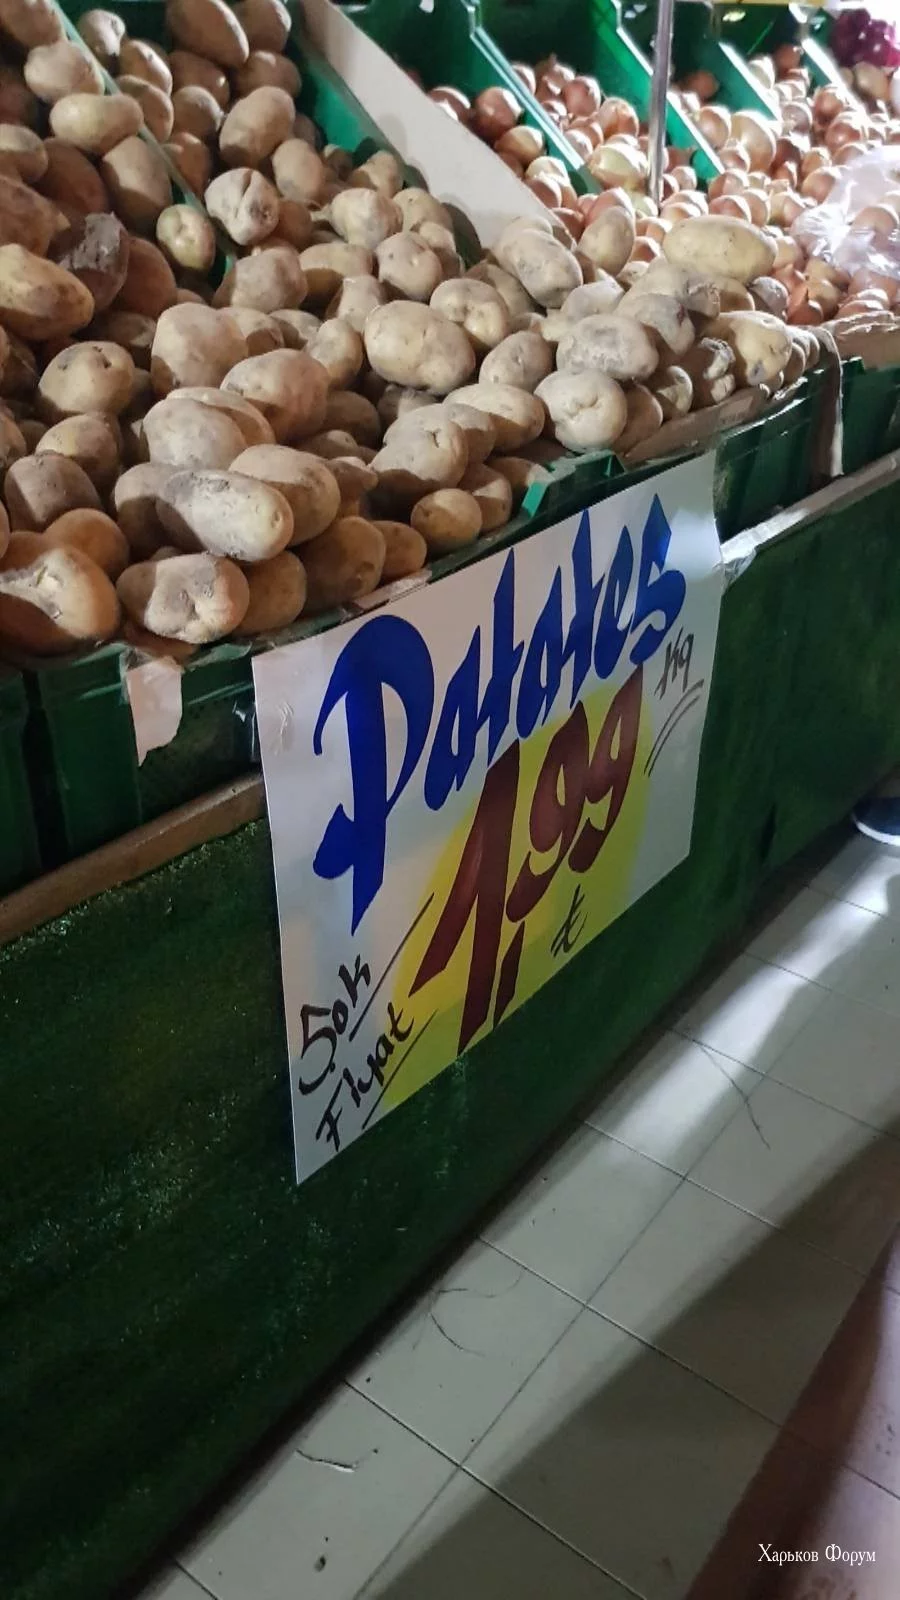 Patates
Kg
1,99
₺
Şok
Fiyat
Харьков Форум